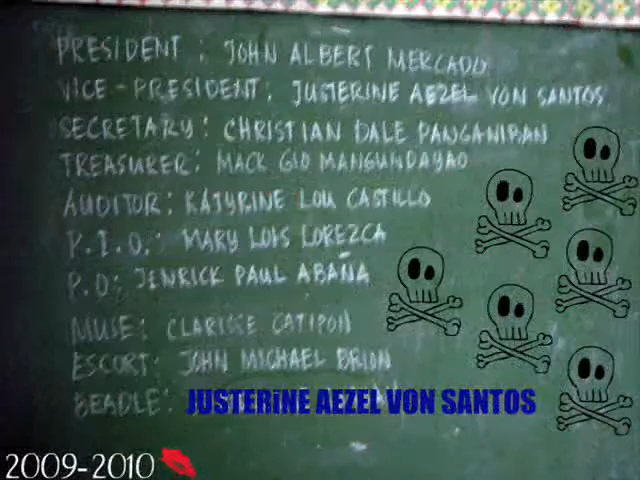 PRESIDENT : JOHN ALBERT MERCADO
VICE-PRESIDENT : JUSTERINE AEZEL VON SANTOS
SECRETARY : CHRISTIAN DALE PANGANIBAN
TREASURER : MACK GIO MANGUNDAYAO
AUDITOR : KATYRINE LOU CASTILLO
P.I.O. : MARY LOIS LOREZCA
P.O : JENRICK PAUL ABAÑA
MUSE : CLARISSE CATIPON
ESCORT : JOHN MICHAEL BRION
BEADLE : JUSTERiNE AEZEL VON SANTOS
2009-2010